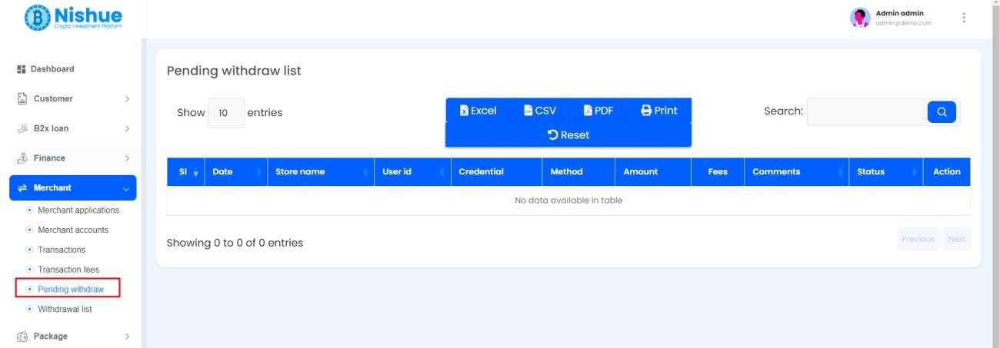 Nishue
Crypto Investment Platform
Admin admin
admin@demo.com
Dashboard
Customer
B2x loan
Finance
Merchant
Merchant applications
Merchant accounts
Transactions
Transaction fees
Pending withdraw
Withdrawal list
Package
Pending withdraw list
Show 10 entries
Excel CSV PDF Print
Reset
Search:
Sl Date Store name User id Credential Method Amount Fees Comments Status Action
No data available in table
Showing 0 to 0 of 0 entries
Previous Next